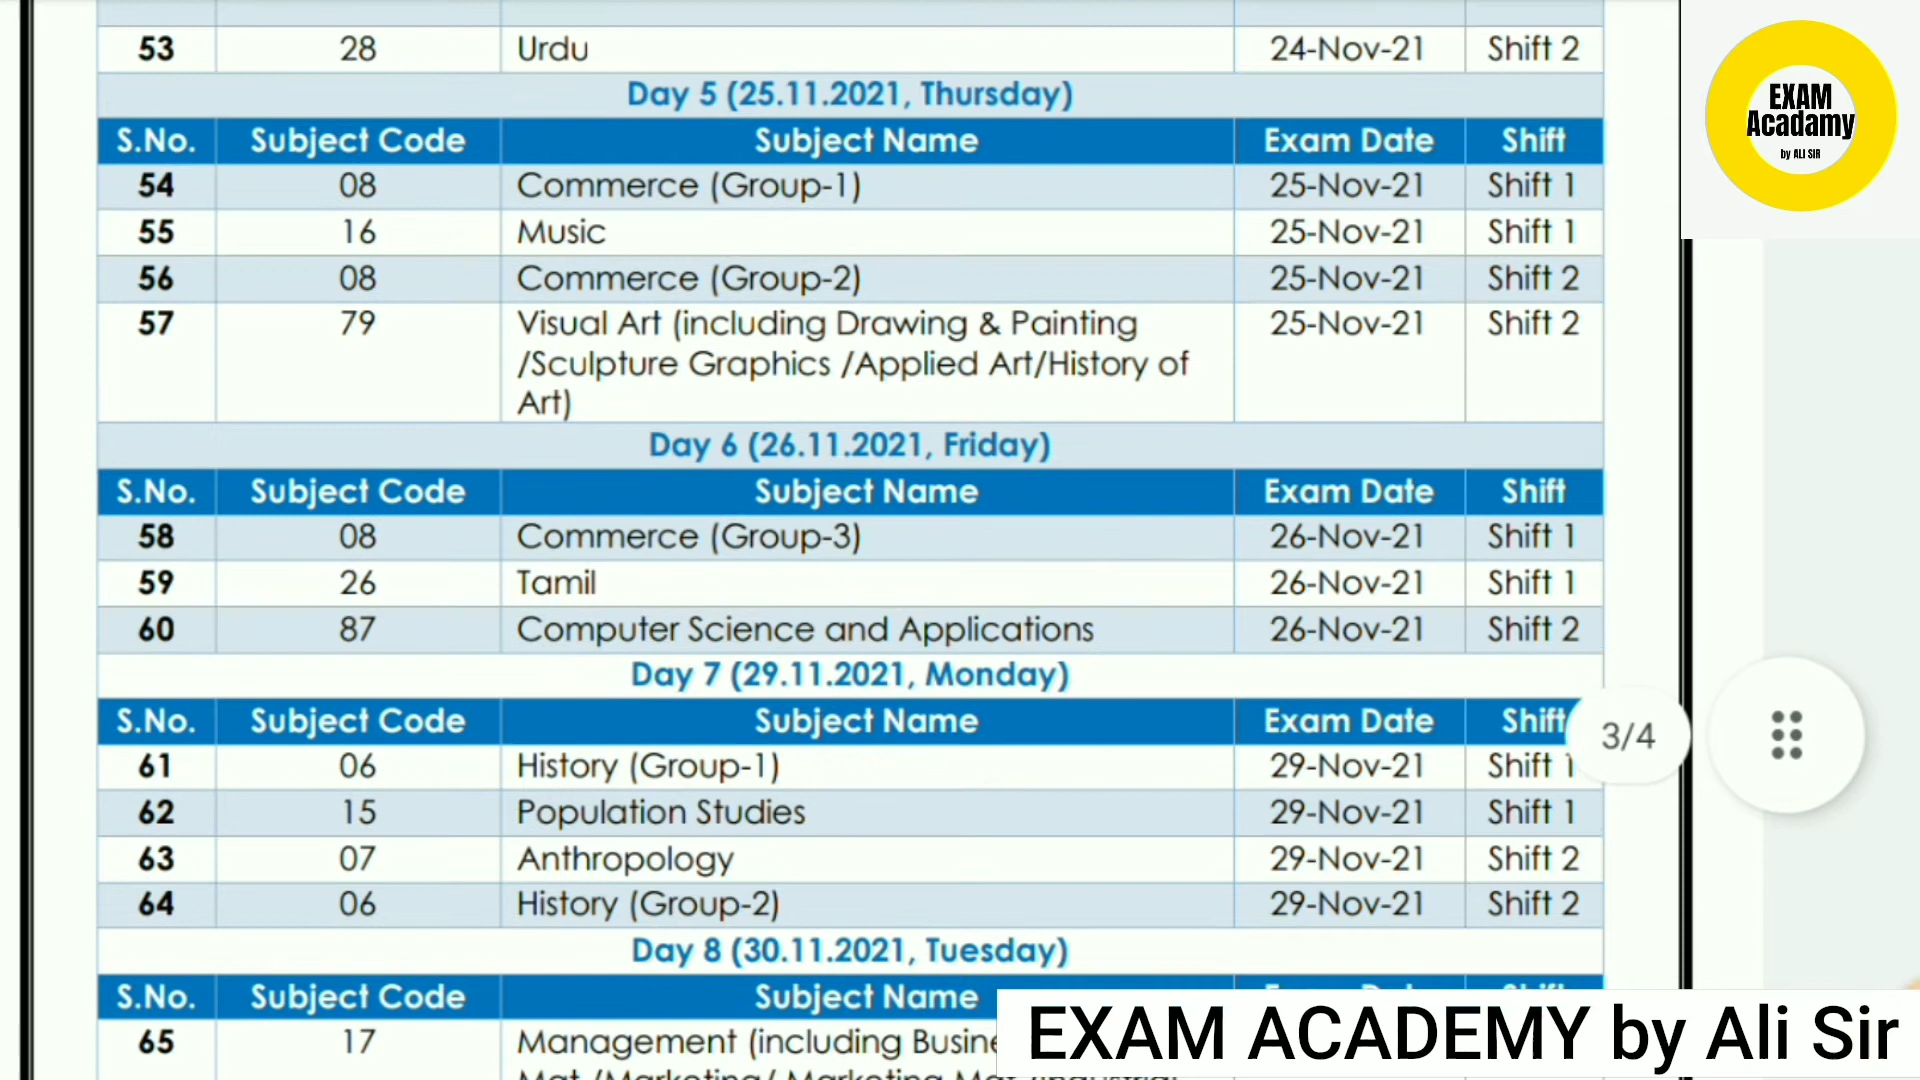 53 28 Urdu 24-Nov-21 Shift 2
Day 5 (25.11.2021, Thursday)
S.No. Subject Code Subject Name Exam Date Shift
54 08 Commerce (Group-1) 25-Nov-21 Shift 1
55 16 Music 25-Nov-21 Shift 1
56 08 Commerce (Group-2) 25-Nov-21 Shift 2
57 79 Visual Art (including Drawing & Painting 25-Nov-21 Shift 2
/Sculpture Graphics /Applied Art/History of
Art)
Day 6 (26.11.2021, Friday)
S.No. Subject Code Subject Name Exam Date Shift
58 08 Commerce (Group-3) 26-Nov-21 Shift 1
59 26 Tamil 26-Nov-21 Shift 1
60 87 Computer Science and Applications 26-Nov-21 Shift 2
Day 7 (29.11.2021, Monday)
S.No. Subject Code Subject Name Exam Date Shift
61 06 History (Group-1) 29-Nov-21 Shift 1
62 15 Population Studies 29-Nov-21 Shift 1
63 07 Anthropology 29-Nov-21 Shift 2
64 06 History (Group-2) 29-Nov-21 Shift 2
Day 8 (30.11.2021, Tuesday)
S.No. Subject Code Subject Name
65 17 Management (including
EXAM
Acadamy
by ALI SIR
3/4
EXAM ACADEMY by Ali Sir